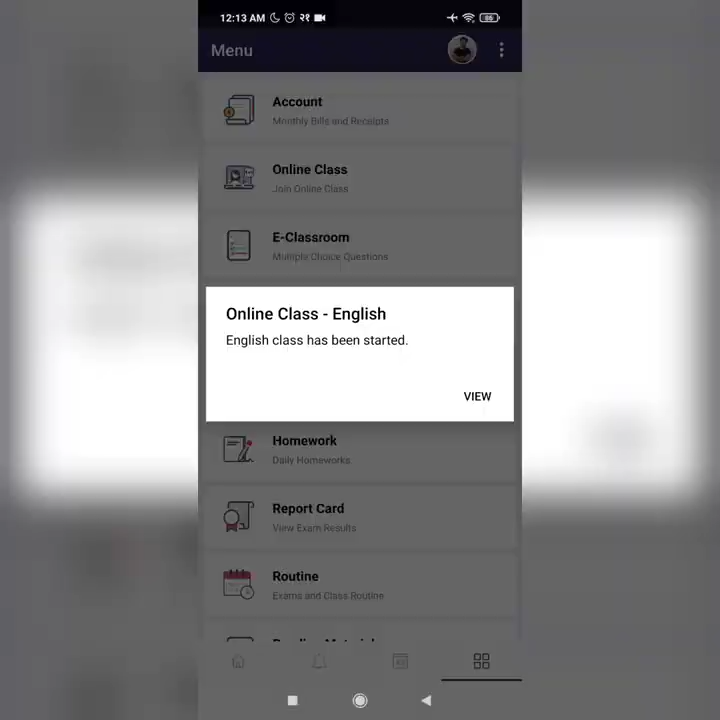 12:13 AM २९ 86
Menu
Account
Monthly Bills and Receipts
Online Class
Join Online Class
E-Classroom
Multiple Choice Questions
Online Class - English
English class has been started.
VIEW
Homework
Daily Homeworks.
Report Card
View Exam Results
Routine
Exams and Class Routine